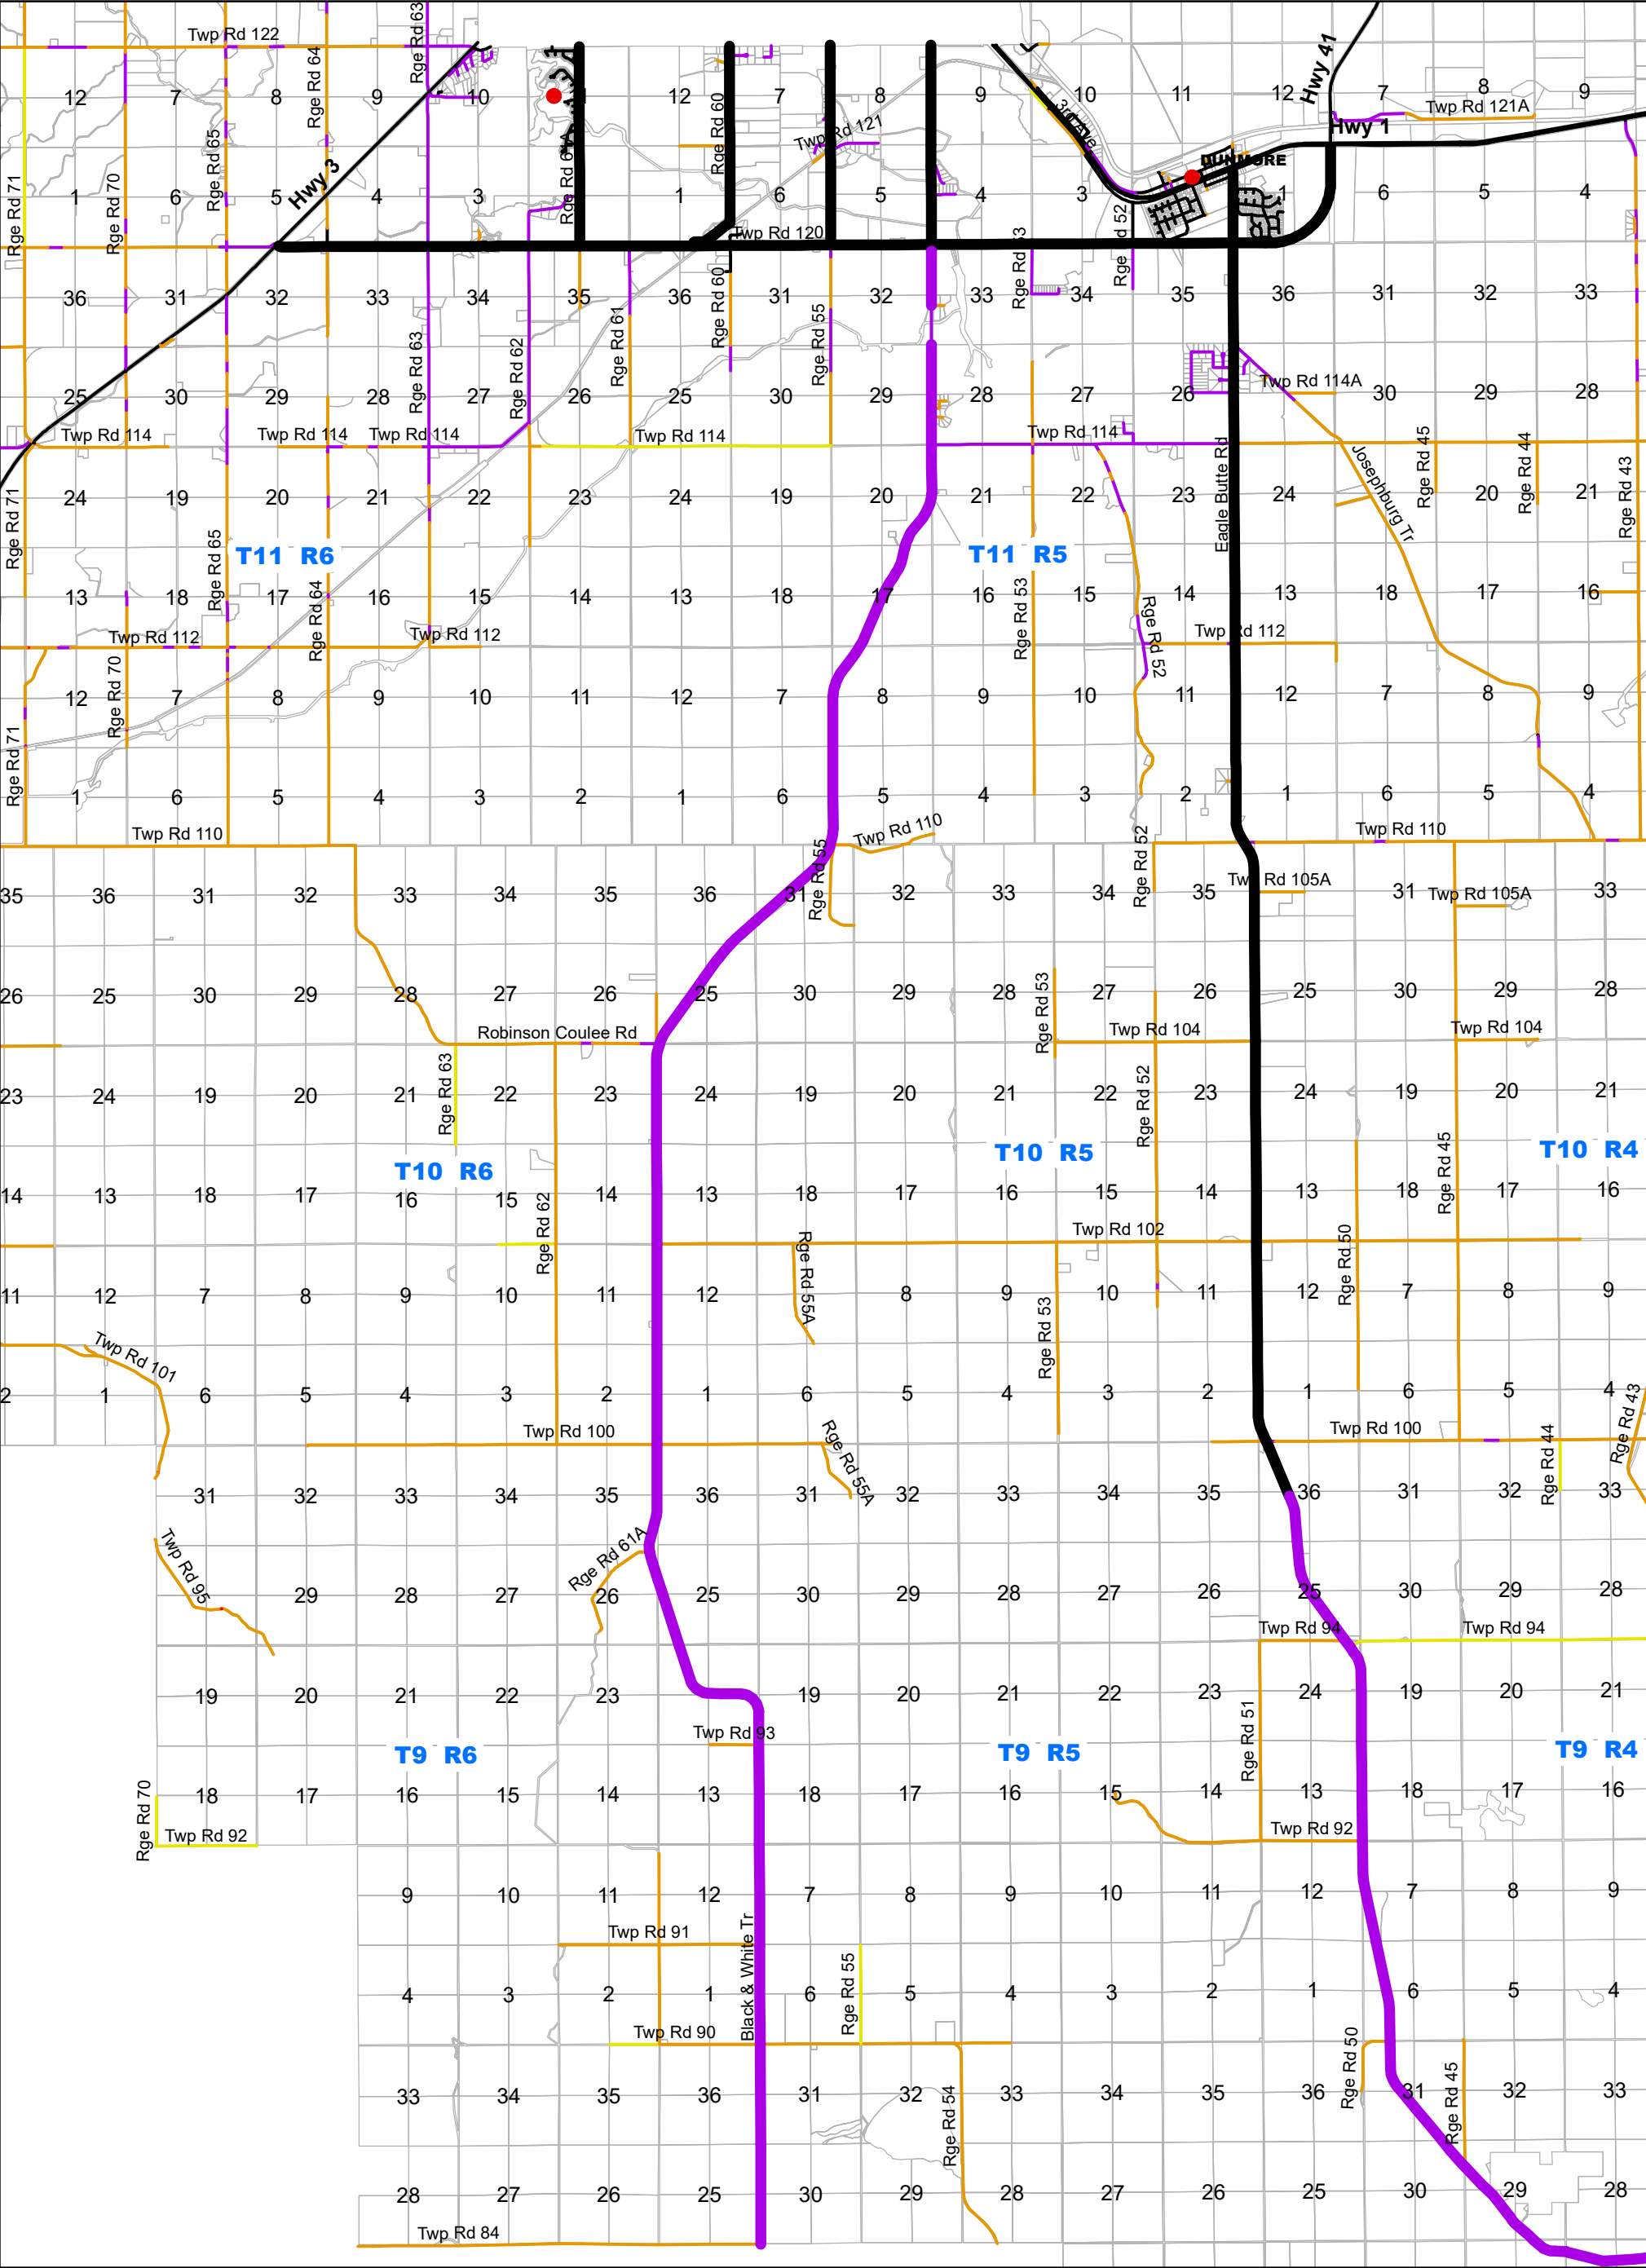 Twp Rd 122
Rge Rd 63
Rge Rd 64
Hwy 41
12 7 8 9 10 12 7 8 9 10 11 12 7 8 9
Twp Rd 121A
Rge Rd 60
3rd Ave
Twp Rd 121
Hwy 1
Rge Rd 65
Rge Rd 61A
DUNMORE
Rge Rd 71
Rge Rd 70
Hwy 3
1 6 5 4 3 1 6 5 4 3 1 6 5 4
Rge Rd 52
Twp Rd 120
Rge Rd 53
36 31 32 33 34 35 36 31 32 33 34 35 36 31 32 33
Rge Rd 60
Rge Rd 63
Rge Rd 62
Rge Rd 61
Rge Rd 55
Twp Rd 114A
25 30 29 28 27 26 25 30 29 28 27 26 30 29 28
Twp Rd 114
Twp Rd 114
Twp Rd 114
Twp Rd 114
Twp Rd 114
Eagle Butte Rd
Josephburg Tr
Rge Rd 45
Rge Rd 44
Rge Rd 43
Rge Rd 71
24 19 20 21 22 23 24 19 20 21 22 23 24 20 21
Rge Rd 65
T11 R6
T11 R5
13 18 17 16 15 14 13 18 17 16 15 14 13 18 17 16
Rge Rd 64
Rge Rd 53
Rge Rd 52
Twp Rd 112
Twp Rd 112
Twp Rd 112
Rge Rd 70
12 7 8 9 10 11 12 7 8 9 10 11 12 7 8 9
Rge Rd 71
1 6 5 4 3 2 1 6 5 4 3 2 1 6 5 4
Twp Rd 110
Twp Rd 110
Twp Rd 110
Rge Rd 55
Rge Rd 52
Twp Rd 105A
Twp Rd 105A
35 36 31 32 33 34 35 36 31 32 33 34 35 31 33
26 25 30 29 28 27 26 25 30 29 28 27 26 25 30 29 28
Rge Rd 53
Robinson Coulee Rd
Twp Rd 104
Twp Rd 104
Rge Rd 63
Rge Rd 52
23 24 19 20 21 22 23 24 19 20 21 22 23 24 19 20 21
T10 R6
T10 R5
T10 R4
Rge Rd 45
14 13 18 17 16 15 14 13 18 17 16 15 14 13 18 17 16
Rge Rd 62
Twp Rd 102
Rge Rd 55A
Rge Rd 50
11 12 7 8 9 10 11 12 8 9 10 11 12 7 8 9
Rge Rd 53
Twp Rd 101
2 1 6 5 4 3 2 1 6 5 4 3 2 1 6 5 4
Rge Rd 43
Twp Rd 100
Twp Rd 100
Rge Rd 55A
Rge Rd 44
31 32 33 34 35 36 31 32 33 34 35 36 31 32 33
Twp Rd 95
Rge Rd 61A
29 28 27 26 25 30 29 28 27 26 25 30 29 28
Twp Rd 94
Twp Rd 94
19 20 21 22 23 19 20 21 22 23 24 19 20 21
Twp Rd 93
Rge Rd 51
T9 R6
T9 R5
T9 R4
Rge Rd 70
18 17 16 15 14 13 18 17 16 15 14 13 18 17 16
Twp Rd 92
Twp Rd 92
9 10 11 12 7 8 9 10 11 12 7 8 9
Twp Rd 91
Black & White Tr
Rge Rd 55
4 3 2 1 6 5 4 3 2 1 6 5 4
Twp Rd 90
Rge Rd 50
Rge Rd 45
33 34 35 36 31 32 33 34 35 36 31 32 33
Rge Rd 54
28 27 26 25 30 29 28 27 26 25 30 29 28
Twp Rd 84